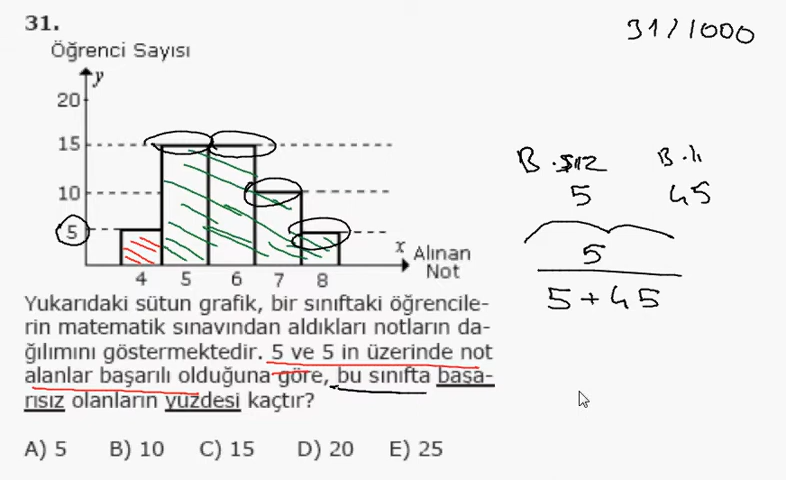 31.
31/1000
Öğrenci Sayısı
y
20
15
10
5
4 5 6 7 8
x
Alınan
Not
B.sız B.lı
5 45
5
5+45
Yukarıdaki sütun grafik, bir sınıftaki öğrencile-
rin matematik sınavından aldıkları notların da-
ğılımını göstermektedir. 5 ve 5 in üzerinde not
alanlar başarılı olduğuna göre, bu sınıfta başa-
rısız olanların yüzdesi kaçtır?
A) 5 B) 10 C) 15 D) 20 E) 25